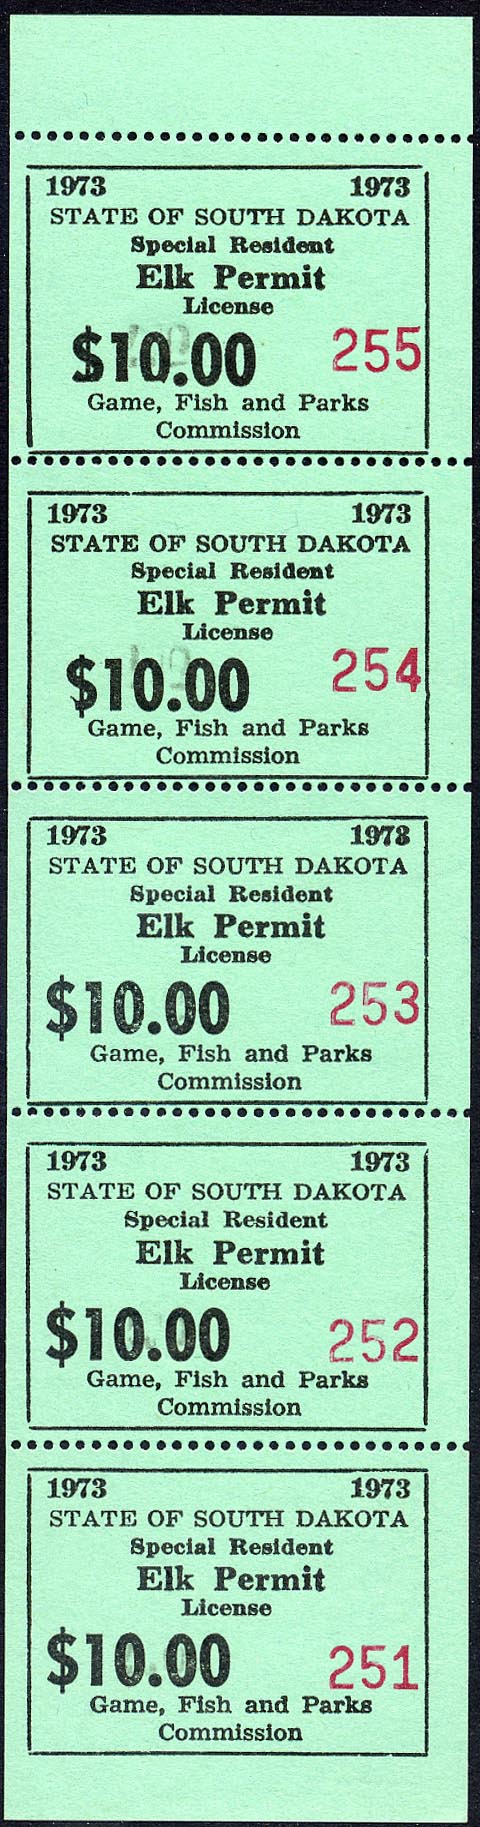 1973 1973
STATE OF SOUTH DAKOTA
Special Resident
Elk Permit
License
$10.00 255
Game, Fish and Parks
Commission
1973 1973
STATE OF SOUTH DAKOTA
Special Resident
Elk Permit
License
$10.00 254
Game, Fish and Parks
Commission
1973 1973
STATE OF SOUTH DAKOTA
Special Resident
Elk Permit
License
$10.00 253
Game, Fish and Parks
Commission
1973 1973
STATE OF SOUTH DAKOTA
Special Resident
Elk Permit
License
$10.00 252
Game, Fish and Parks
Commission
1973 1973
STATE OF SOUTH DAKOTA
Special Resident
Elk Permit
License
$10.00 251
Game, Fish and Parks
Commission